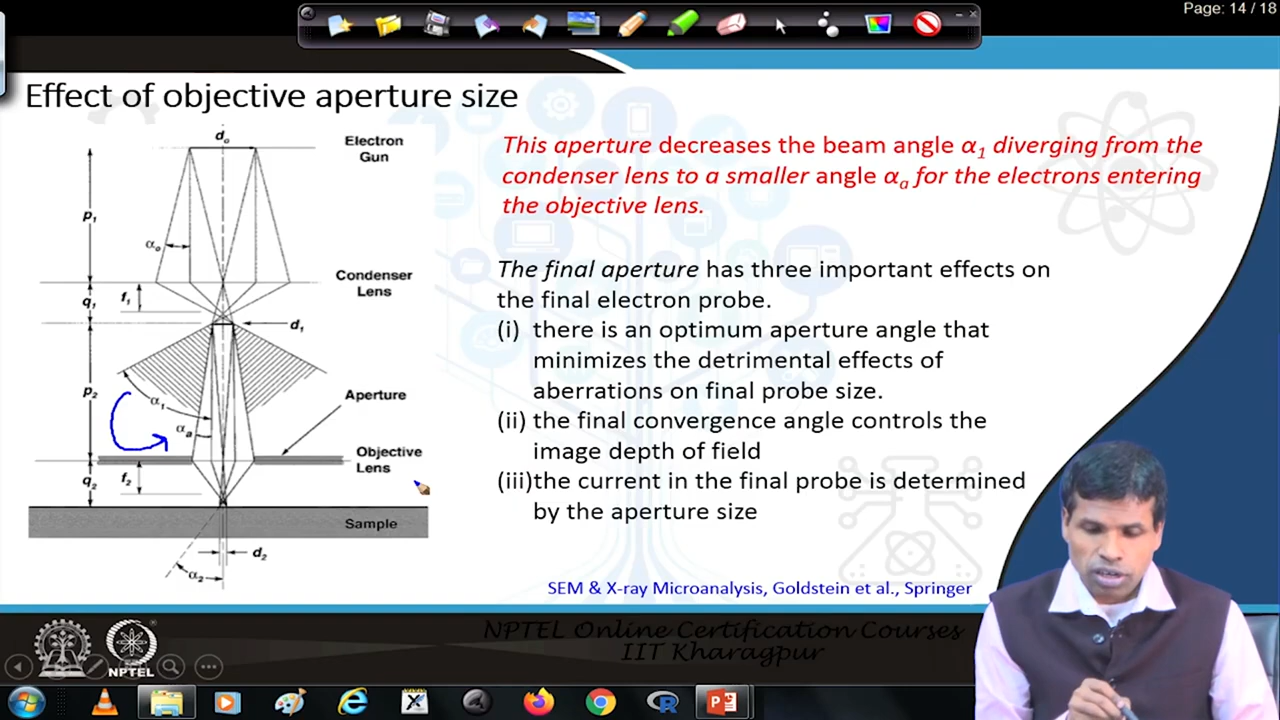 Page: 14 / 18
Effect of objective aperture size
d₀
Electron
Gun
p₁
α₀
Condenser
Lens
f₁
q₁
d₁
p₂
α₁
αₐ
Aperture
Objective
Lens
f₂
q₂
Sample
d₂
α₂
This aperture decreases the beam angle α₁ diverging from the
condenser lens to a smaller angle αₐ for the electrons entering
the objective lens.
The final aperture has three important effects on
the final electron probe.
(i) there is an optimum aperture angle that
minimizes the detrimental effects of
aberrations on final probe size.
(ii) the final convergence angle controls the
image depth of field
(iii)the current in the final probe is determined
by the aperture size
SEM & X-ray Microanalysis, Goldstein et al., Springer
NPTEL Online Certification Courses
IIT Kharagpur
NPTEL